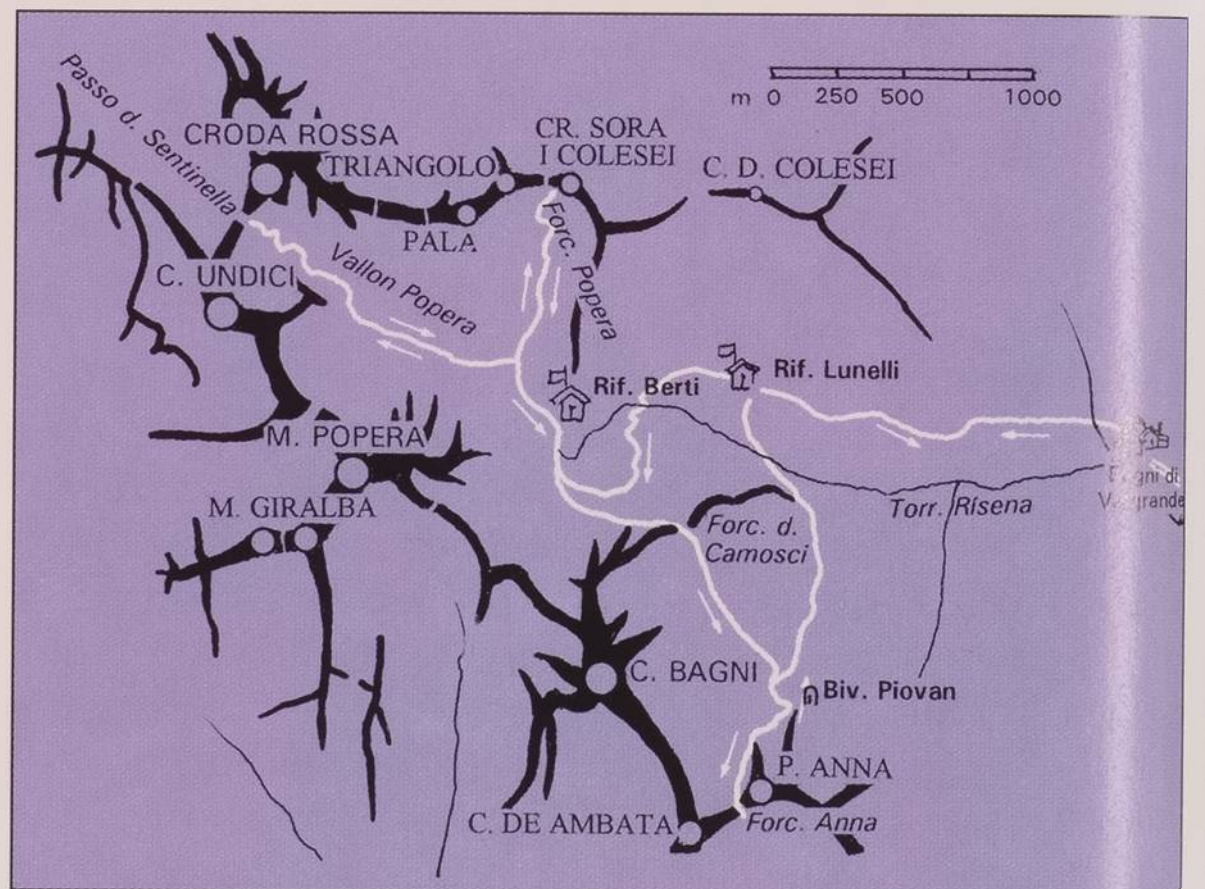 Passo d. Sentinella
CRODA ROSSA
TRIANGOLO
CR. SORA
I COLESEI
C. D. COLESEI
m 0 250 500 1000
PALA
Forc. Popera
C. UNDICI
Vallon Popera
Rif. Berti
Rif. Lunelli
M. POPERA
M. GIRALBA
Forc. d.
Camosci
Torr. Risena
di
C. BAGNI
Biv. Piovan
P. ANNA
C. DE AMBATA
Forc. Anna